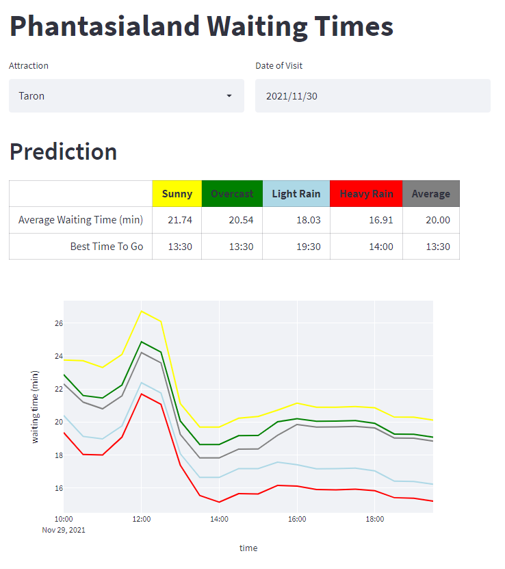 Phantasialand Waiting Times
Attraction Date of Visit
Taron 2021/11/30
Prediction
Sunny Overcast Light Rain Heavy Rain Average
Average Waiting Time (min) 21.74 20.54 18.03 16.91 20.00
Best Time To Go 13:30 13:30 19:30 14:00 13:30
waiting time (min)
26
24
22
20
18
16
10:00 12:00 14:00 16:00 18:00
Nov 29, 2021
time